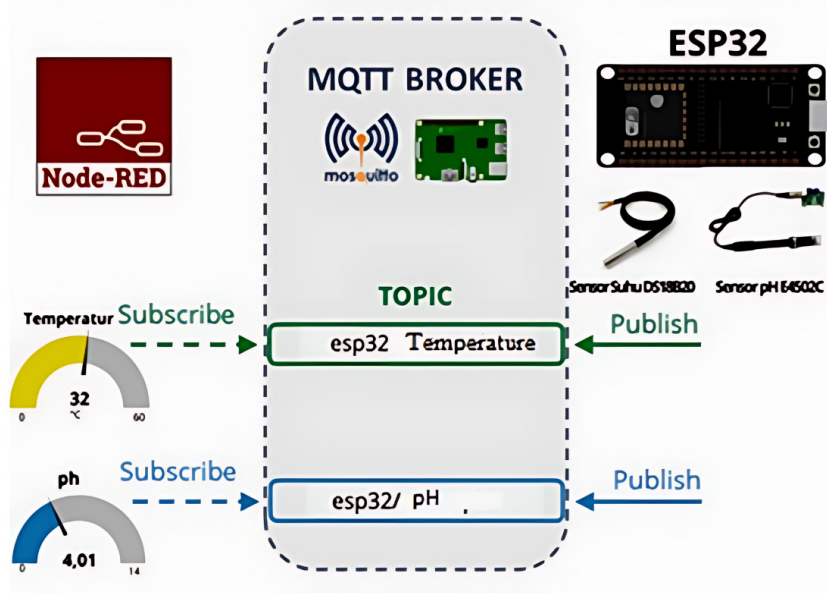 ESP32
MQTT BROKER
Node-RED
mosquitto
Sensor Suhu DS18B20
Sensor pH E4502C
TOPIC
Temperatur
Subscribe
Publish
esp32 Temperature
32
°C
0
60
ph
Subscribe
Publish
esp32/ pH .
4,01
0
14